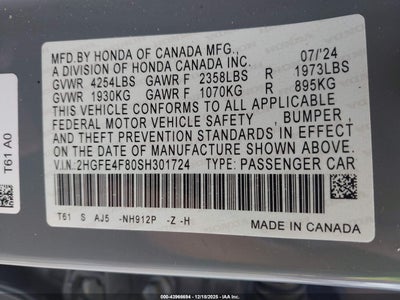 MFD BY HONDA OF CANADA MFG.,
A DIVISION OF HONDA CANADA INC. 07/'24
GVWR 4254LBS GAWR F 2358LBS R 1973LBS
GVWR 1930KG GAWR F 1070KG R 895KG
THIS VEHICLE CONFORMS TO ALL APPLICABLE
FEDERAL MOTOR VEHICLE SAFETY , BUMPER ,
AND THEFT PREVENTION STANDARDS IN EFFECT
ON THE DATE OF MANUFACTURE SHOWN ABOVE.
V.I.N.:2HGFE4F80SH301724 TYPE: PASSENGER CAR
T61 S AJ5 -NH912P -Z -H
MADE IN CANADA
T61 A0
000-43966684 - 12/18/2025 - © IAA, Inc.